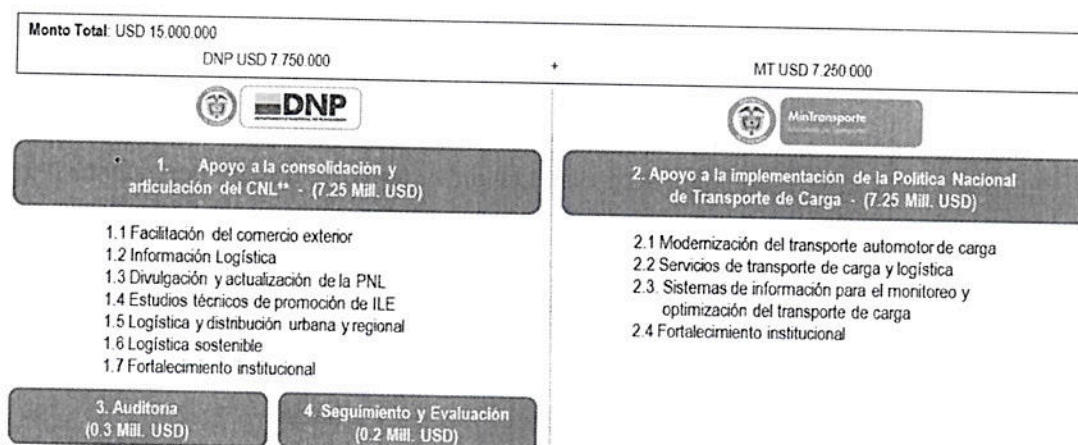 Monto Total: USD 15.000.000
DNP USD 7.750.000 + MT USD 7.250.000
DNP
MinTransporte
1. Apoyo a la consolidación y
articulación del CNL** - (7.25 Mill. USD)
1.1 Facilitación del comercio exterior
1.2 Información Logística
1.3 Divulgación y actualización de la PNL
1.4 Estudios técnicos de promoción de ILE
1.5 Logística y distribución urbana y regional
1.6 Logística sostenible
1.7 Fortalecimiento institucional
3. Auditoria
(0.3 Mill. USD)
4. Seguimiento y Evaluación
(0.2 Mill. USD)
2. Apoyo a la implementación de la Politica Nacional
de Transporte de Carga - (7.25 Mill. USD)
2.1 Modernización del transporte automotor de carga
2.2 Servicios de transporte de carga y logística
2.3. Sistemas de información para el monitoreo y
optimización del transporte de carga
2.4 Fortalecimiento institucional